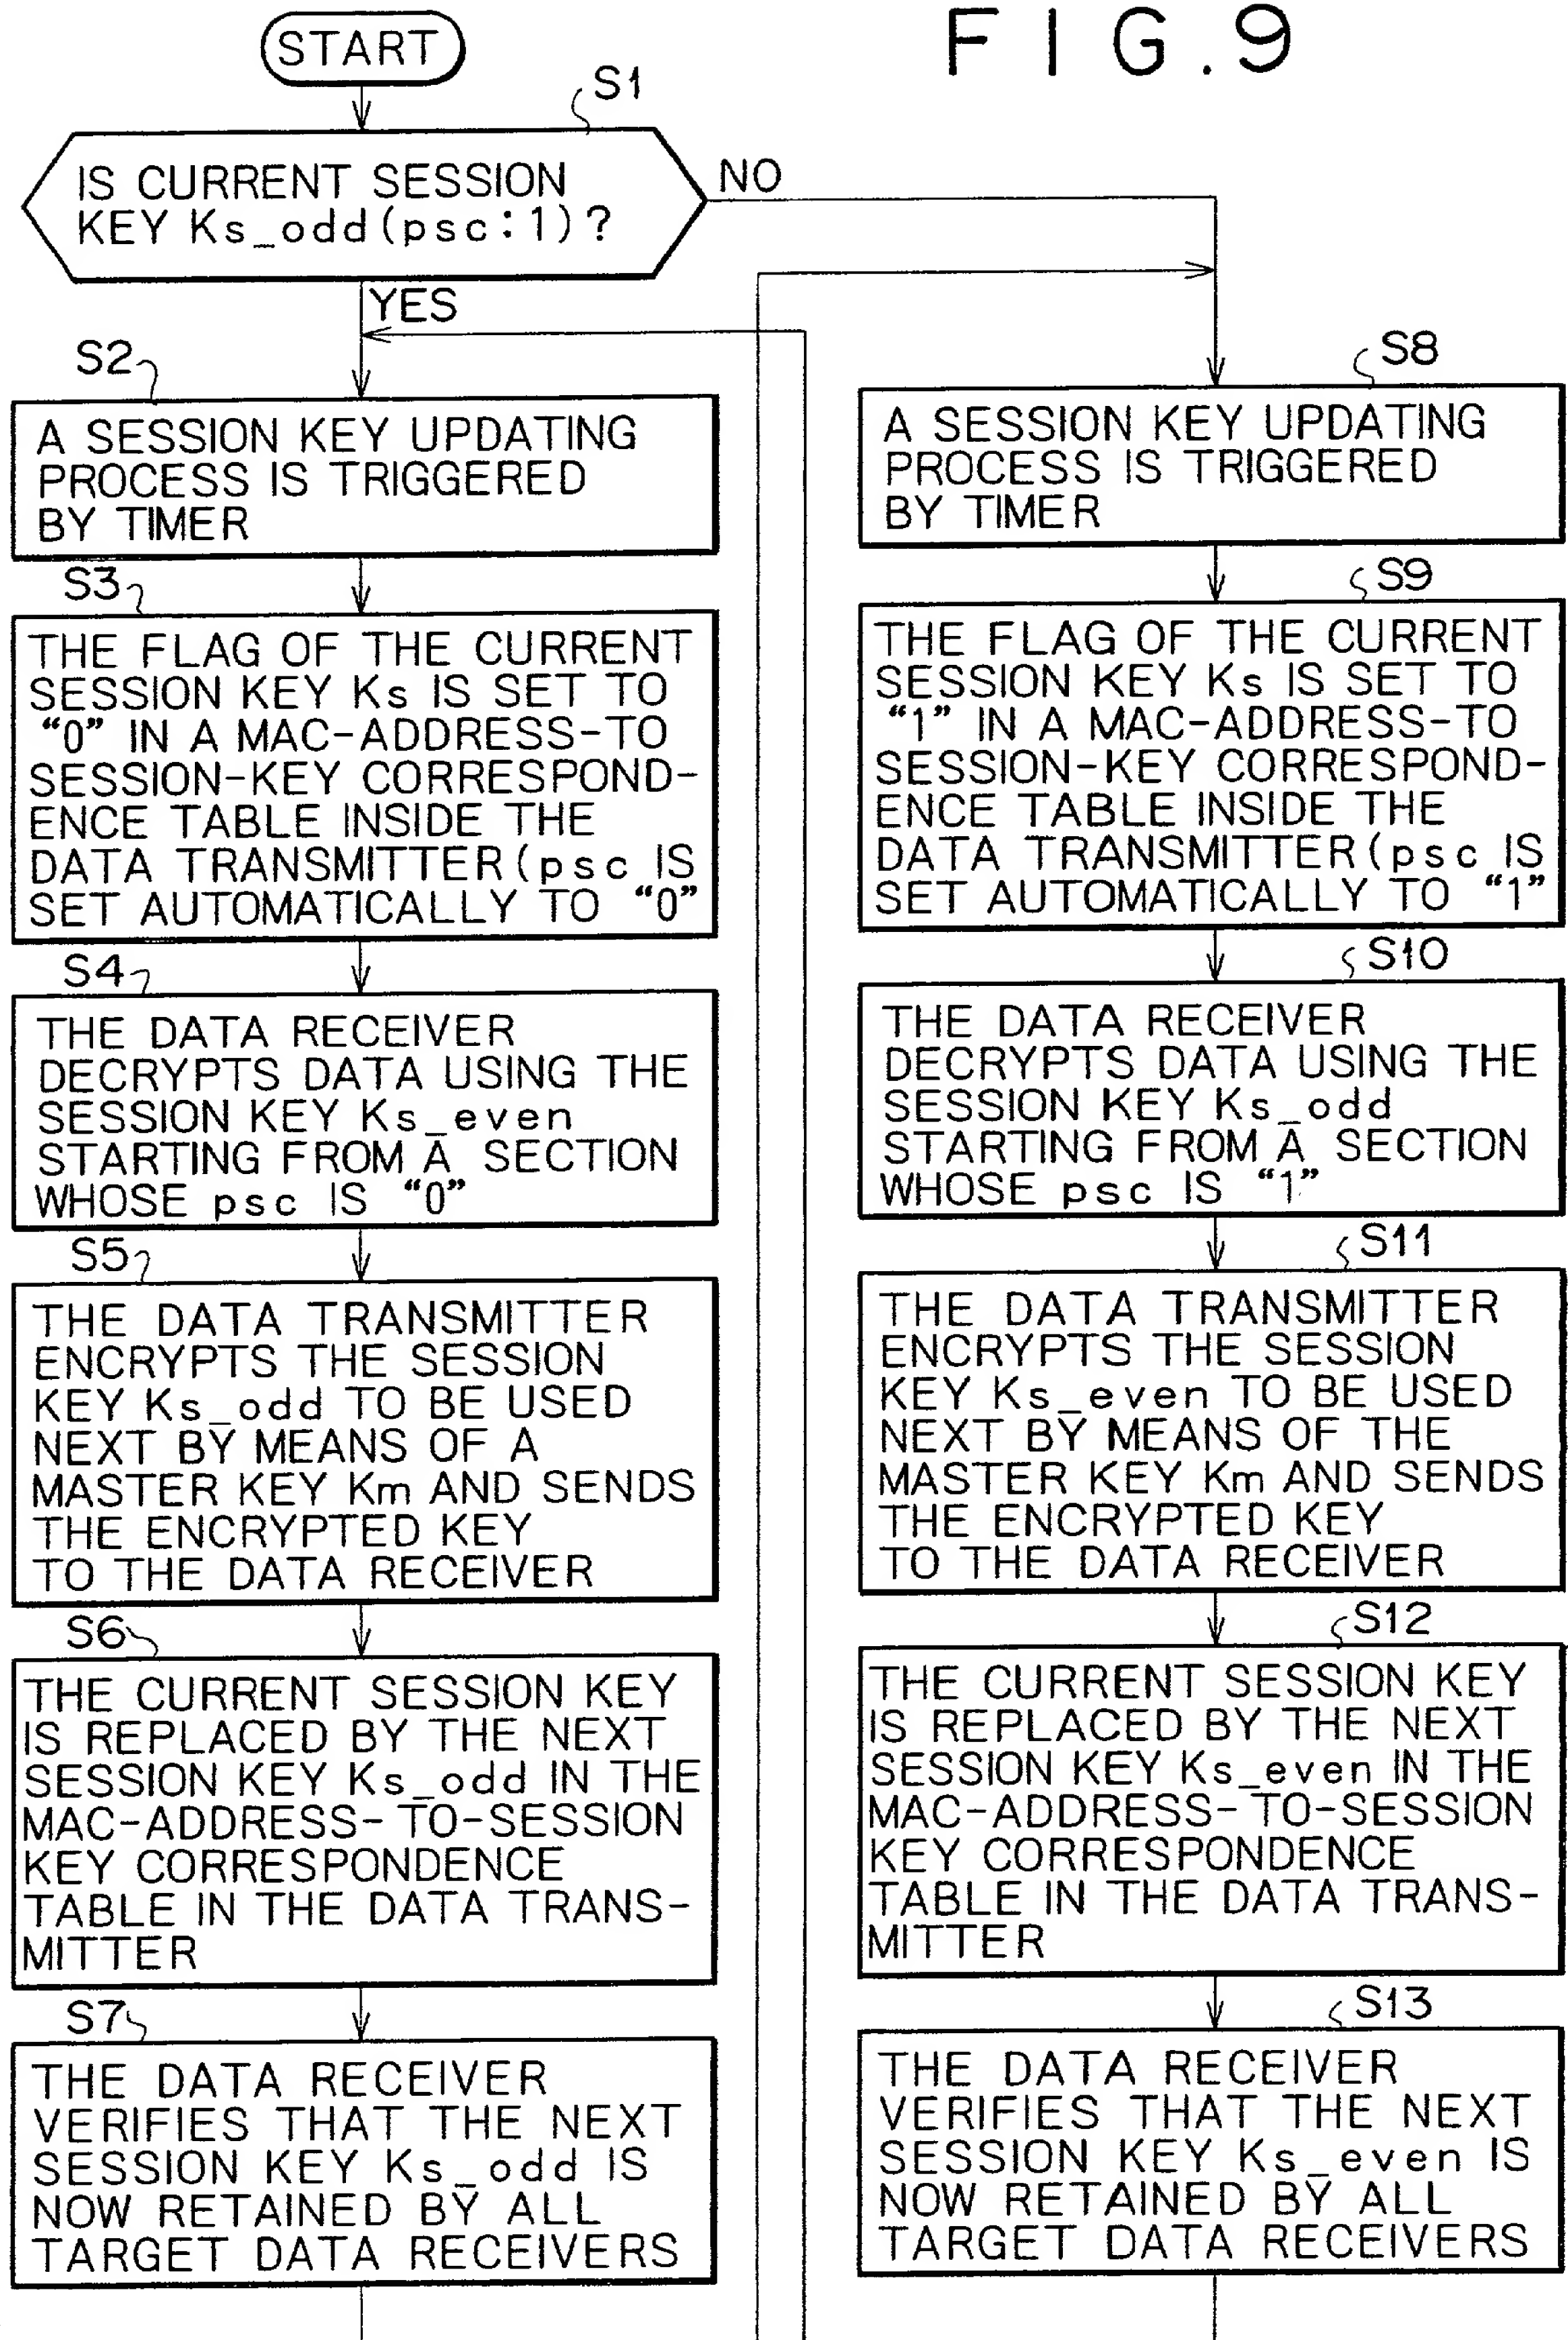 FIG.9
START
S1
IS CURRENT SESSION
KEY Ks_odd(psc:1)?
NO
YES
S2
A SESSION KEY UPDATING
PROCESS IS TRIGGERED
BY TIMER
S3
THE FLAG OF THE CURRENT
SESSION KEY Ks IS SET TO
“0” IN A MAC-ADDRESS-TO
SESSION-KEY CORRESPOND-
ENCE TABLE INSIDE THE
DATA TRANSMITTER(psc IS
SET AUTOMATICALLY TO “0”
S4
THE DATA RECEIVER
DECRYPTS DATA USING THE
SESSION KEY Ks_even
STARTING FROM A SECTION
WHOSE psc IS “0”
S5
THE DATA TRANSMITTER
ENCRYPTS THE SESSION
KEY Ks_odd TO BE USED
NEXT BY MEANS OF A
MASTER KEY Km AND SENDS
THE ENCRYPTED KEY
TO THE DATA RECEIVER
S6
THE CURRENT SESSION KEY
IS REPLACED BY THE NEXT
SESSION KEY Ks_odd IN THE
MAC-ADDRESS-TO-SESSION
KEY CORRESPONDENCE
TABLE IN THE DATA TRANS-
MITTER
S7
THE DATA RECEIVER
VERIFIES THAT THE NEXT
SESSION KEY Ks_odd IS
NOW RETAINED BY ALL
TARGET DATA RECEIVERS
S8
A SESSION KEY UPDATING
PROCESS IS TRIGGERED
BY TIMER
S9
THE FLAG OF THE CURRENT
SESSION KEY Ks IS SET TO
“1” IN A MAC-ADDRESS-TO
SESSION-KEY CORRESPOND-
ENCE TABLE INSIDE THE
DATA TRANSMITTER(psc IS
SET AUTOMATICALLY TO “1”
S10
THE DATA RECEIVER
DECRYPTS DATA USING THE
SESSION KEY Ks_odd
STARTING FROM A SECTION
WHOSE psc IS “1”
S11
THE DATA TRANSMITTER
ENCRYPTS THE SESSION
KEY Ks_even TO BE USED
NEXT BY MEANS OF THE
MASTER KEY Km AND SENDS
THE ENCRYPTED KEY
TO THE DATA RECEIVER
S12
THE CURRENT SESSION KEY
IS REPLACED BY THE NEXT
SESSION KEY Ks_even IN THE
MAC-ADDRESS-TO-SESSION
KEY CORRESPONDENCE
TABLE IN THE DATA TRANS-
MITTER
S13
THE DATA RECEIVER
VERIFIES THAT THE NEXT
SESSION KEY Ks_even IS
NOW RETAINED BY ALL
TARGET DATA RECEIVERS